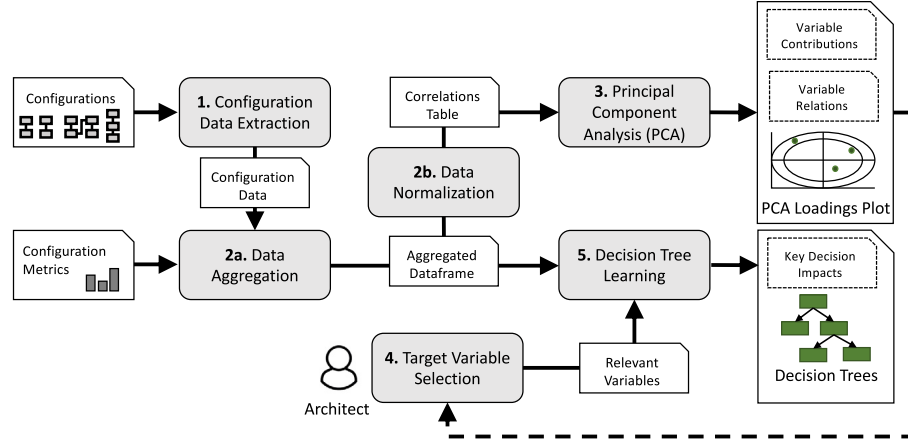 Variable
Contributions
Variable
Relations
PCA Loadings Plot
Configurations
1. Configuration
Data Extraction
Correlations
Table
3. Principal
Component
Analysis (PCA)
Configuration
Data
2b. Data
Normalization
Configuration
Metrics
2a. Data
Aggregation
Aggregated
Dataframe
5. Decision Tree
Learning
Key Decision
Impacts
Decision Trees
Architect
4. Target Variable
Selection
Relevant
Variables